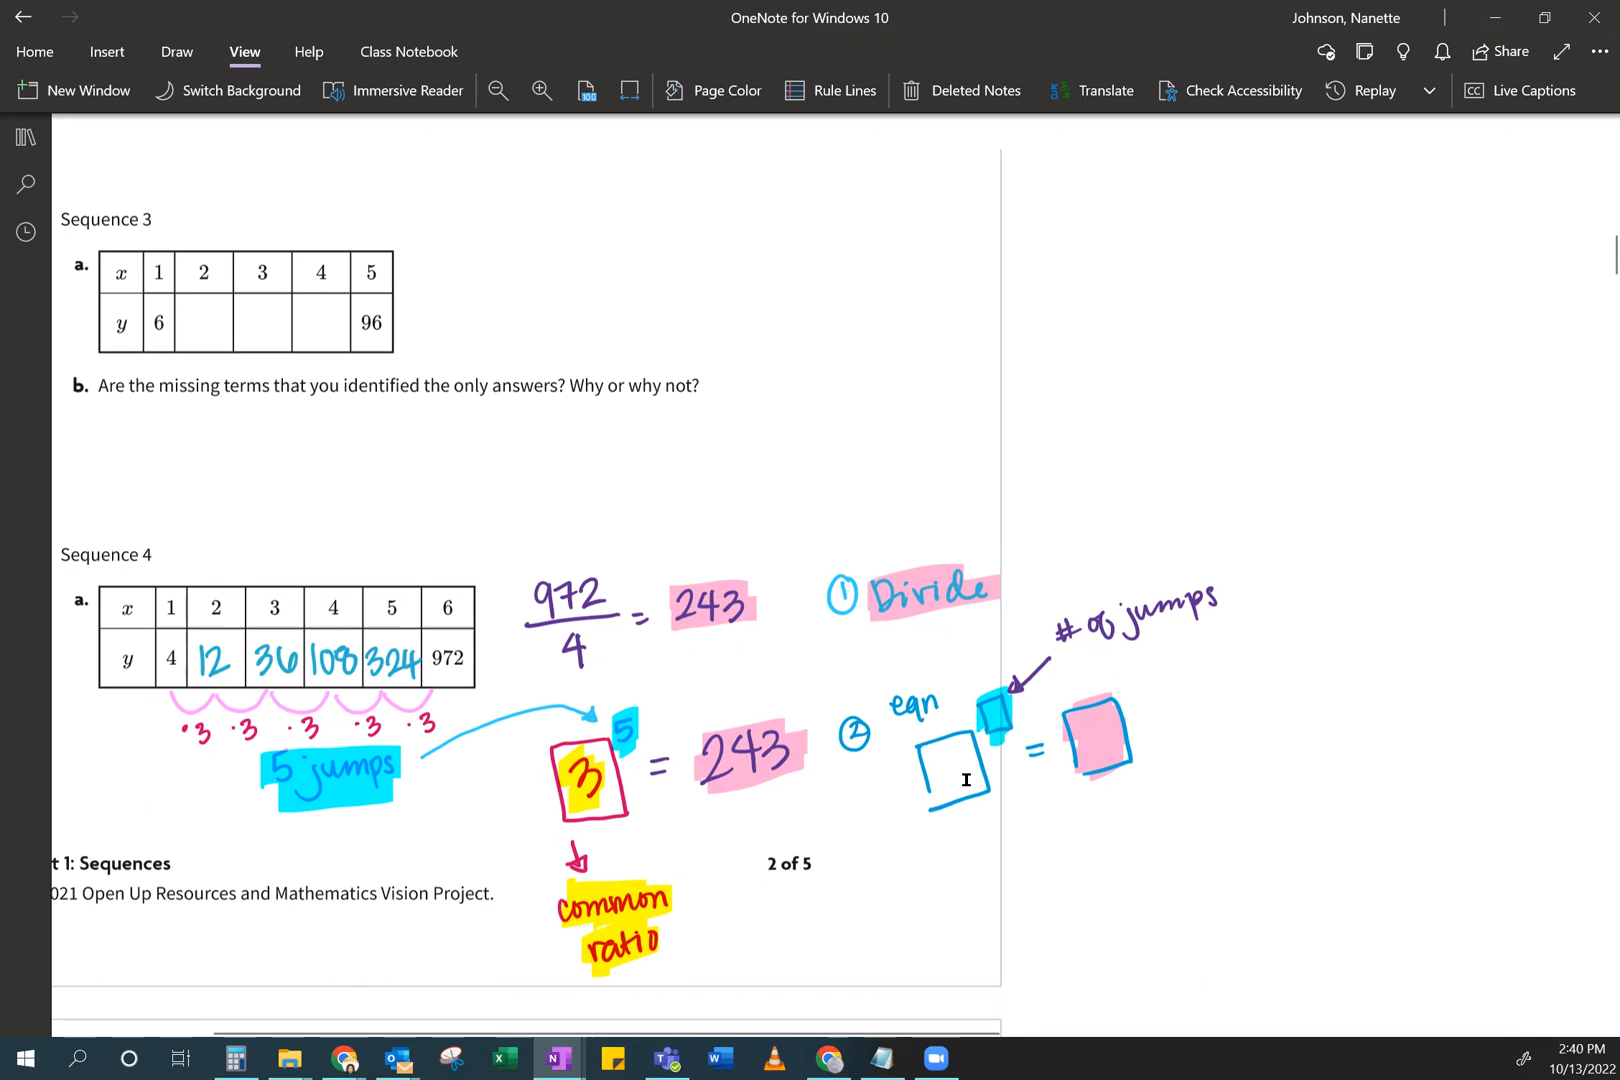 OneNote for Windows 10
Johnson, Nanette
Home Insert Draw View Help Class Notebook
Share
New Window Switch Background Immersive Reader 100 Page Color Rule Lines Deleted Notes Translate Check Accessibility Replay CC Live Captions
Sequence 3
a. x 1 2 3 4 5
y 6 96
b. Are the missing terms that you identified the only answers? Why or why not?
Sequence 4
a. x 1 2 3 4 5 6
y 4 12 36 108 324 972
·3 ·3 ·3 ·3 ·3
5 jumps
972
4
= 243
3 5 = 243
common
ratio
① Divide
# of jumps
② eqn
=
t 1: Sequences
2 of 5
021 Open Up Resources and Mathematics Vision Project.
2:40 PM
10/13/2022